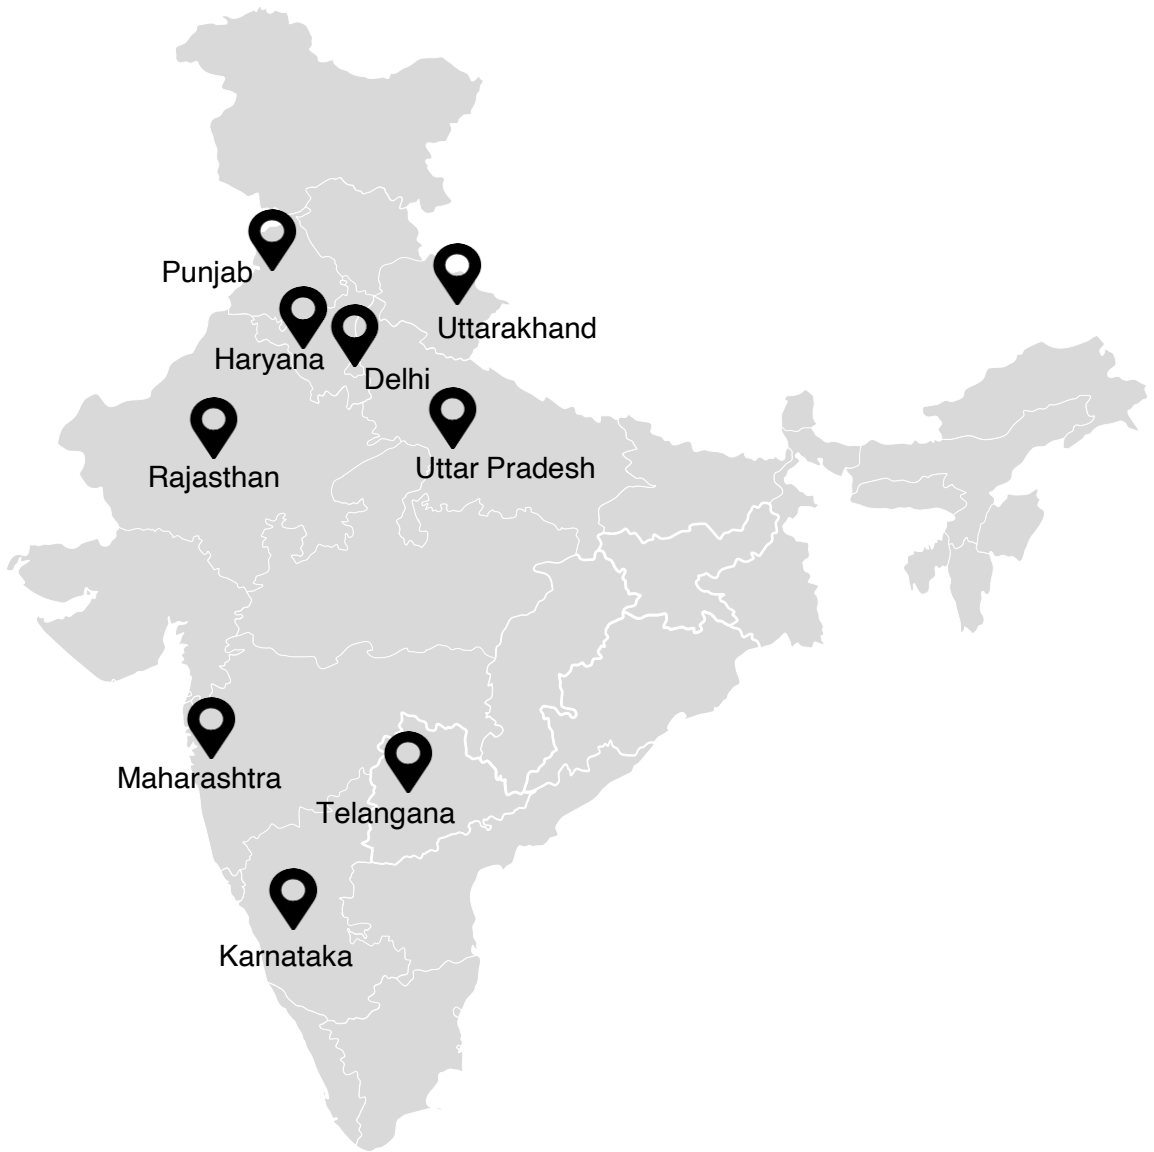 Punjab
Uttarakhand
Haryana
Delhi
Uttar Pradesh
Rajasthan
Maharashtra
Telangana
Karnataka